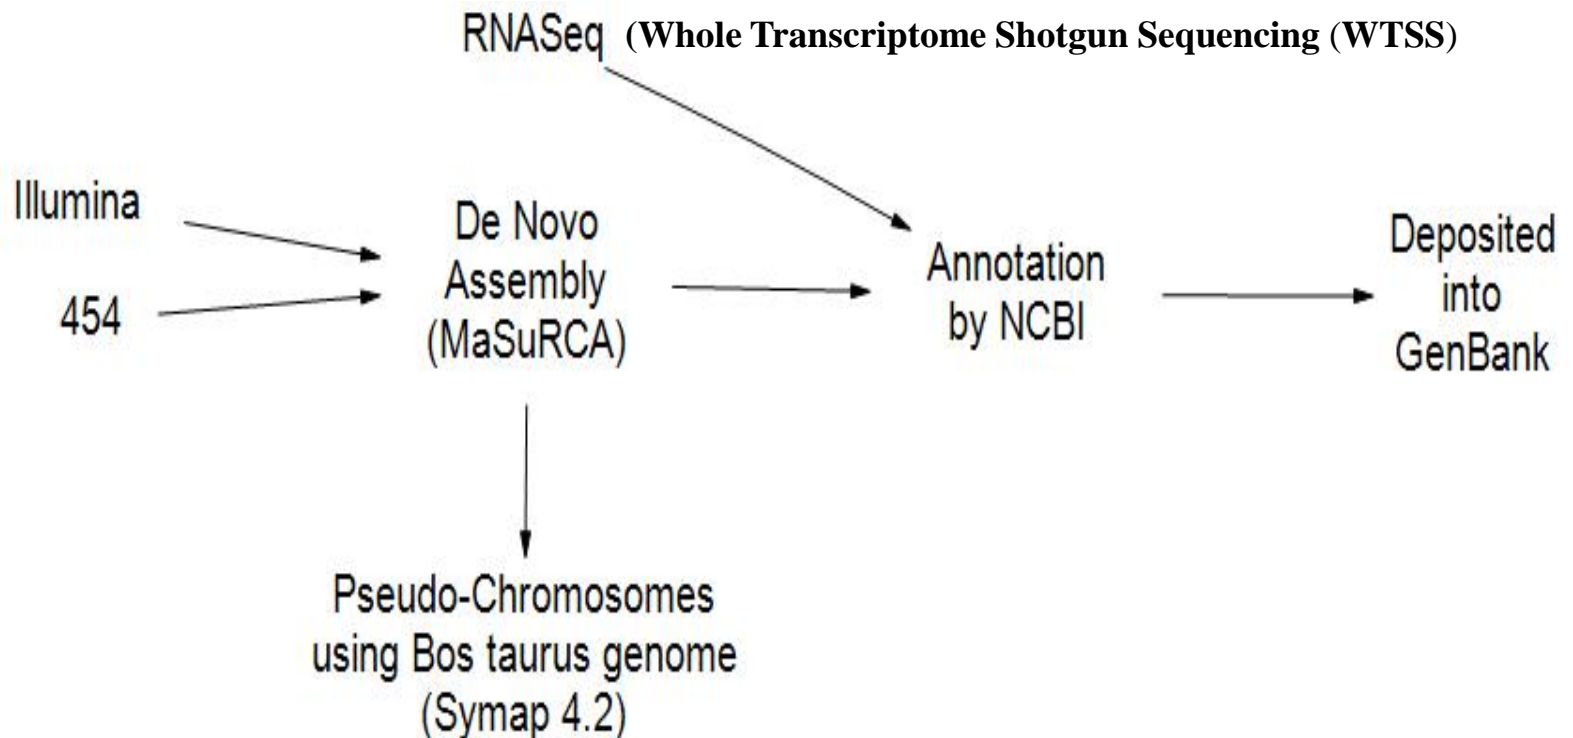 RNASeq (Whole Transcriptome Shotgun Sequencing (WTSS)
Illumina
454
De Novo
Assembly
(MaSuRCA)
Annotation
by NCBI
Deposited
into
GenBank
Pseudo-Chromosomes
using Bos taurus genome
(Symap 4.2)